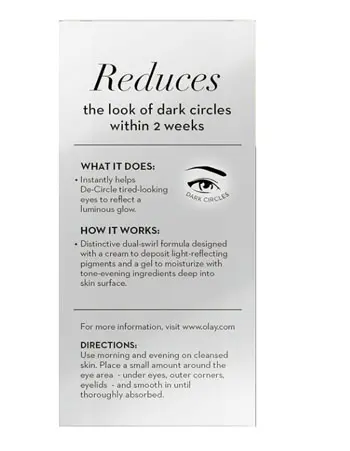 Reduces
the look of dark circles
within 2 weeks
WHAT IT DOES:
• Instantly helps
De-Circle tired-looking
eyes to reflect a
luminous glow.
DARK CIRCLES
HOW IT WORKS:
• Distinctive dual-swirl formula designed
with a cream to deposit light-reflecting
pigments and a gel to moisturize with
tone-evening ingredients deep into
skin surface.
For more information, visit www.olay.com
DIRECTIONS:
Use morning and evening on cleansed
skin. Place a small amount around the
eye area - under eyes, outer corners,
eyelids - and smooth in until
thoroughly absorbed.